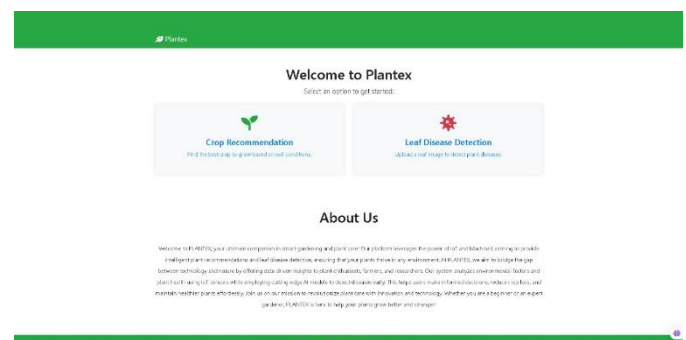 Plantex
Welcome to Plantex
Select an option to get started:
Crop Recommendation
Find the best crop to grow based on soil conditions.
Leaf Disease Detection
Upload a leaf image to detect plant diseases.
About Us
Welcome to PLANTEX, your ultimate companion in smart gardening and plant care! Our platform leverages the power of IoT and Machine Learning to provide
intelligent plant recommendations and leaf disease detection, ensuring that your plants thrive in any environment. At PLANTEX, we aim to bridge the gap
between technology and nature by offering data-driven insights to plant enthusiasts, farmers, and researchers. Our system analyzes environmental factors and
plant health using IoT sensors while employing cutting-edge AI models to detect diseases early. This helps users make informed decisions, reduce crop loss, and
maintain healthier plants effortlessly. Join us on our mission to revolutionize plant care with innovation and technology. Whether you are a beginner or an expert
gardener, PLANTEX is here to help your plants grow better and stronger!